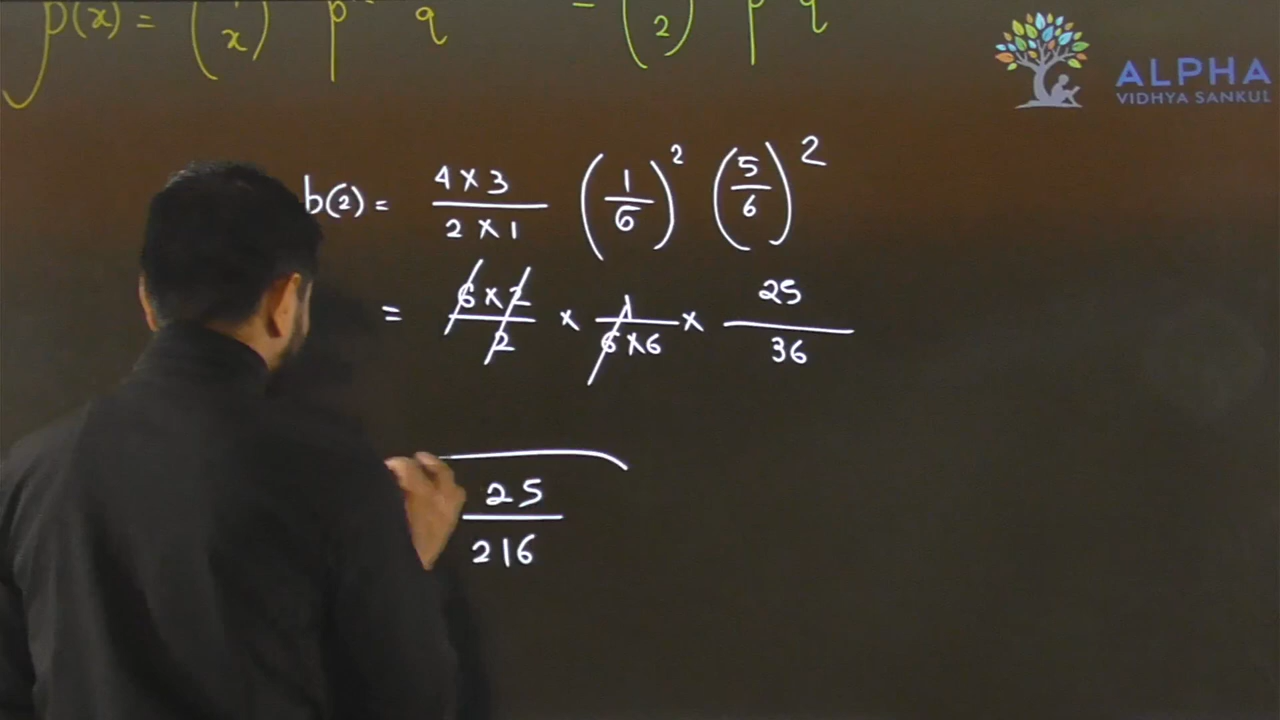 p(x) = (x) p q = (2) p q
ALPHA
VIDHYA SANKUL
p(2) = 4 × 3 / 2 × 1 (1/6)² (5/6)²
= 6 × 2 / 2 × 1 / 6 × 6 × 25 / 36
25 / 216